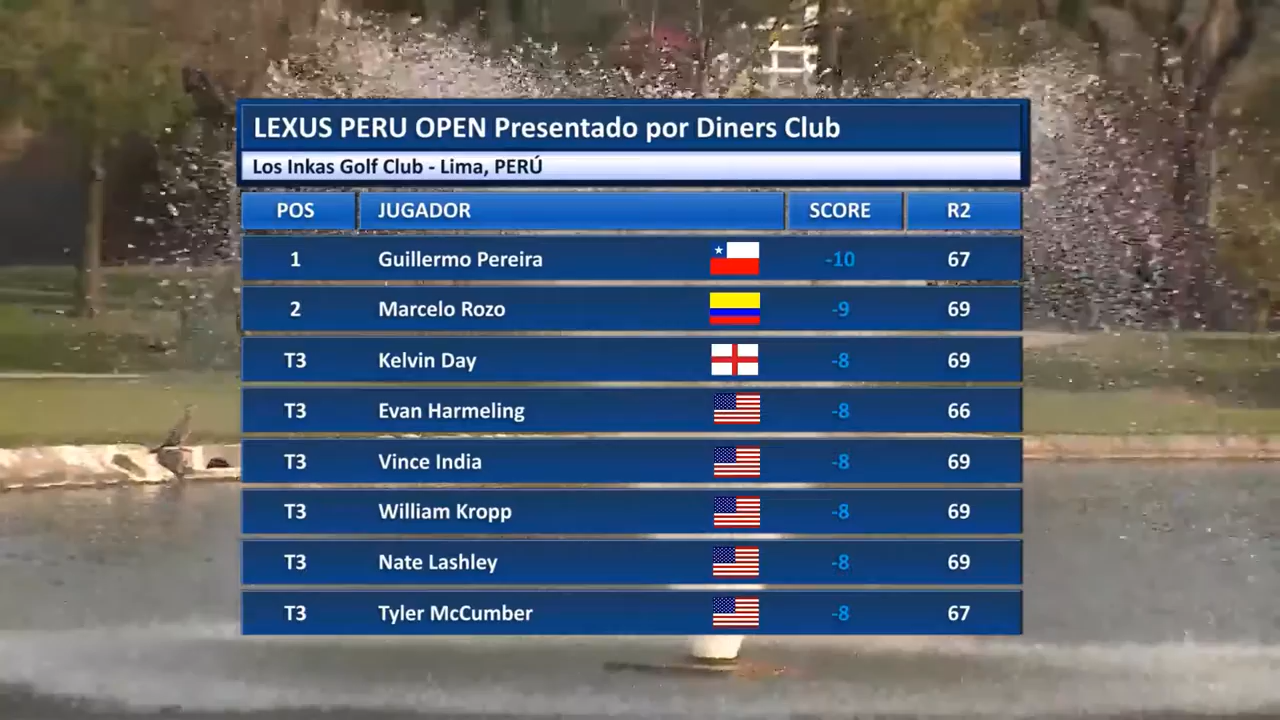 LEXUS PERU OPEN Presentado por Diners Club
Los Inkas Golf Club - Lima, PERÚ
POS JUGADOR SCORE R2
1 Guillermo Pereira -10 67
2 Marcelo Rozo -9 69
T3 Kelvin Day -8 69
T3 Evan Harmeling -8 66
T3 Vince India -8 69
T3 William Kropp -8 69
T3 Nate Lashley -8 69
T3 Tyler McCumber -8 67